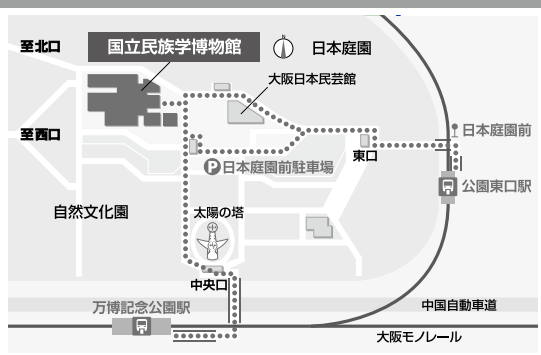 至北口
国立民族学博物館
日本庭園
大阪日本民芸館
至西口
日本庭園前
東口
P日本庭園前駐車場
公園東口駅
自然文化園
太陽の塔
中央口
万博記念公園駅
中国自動車道
大阪モノレール